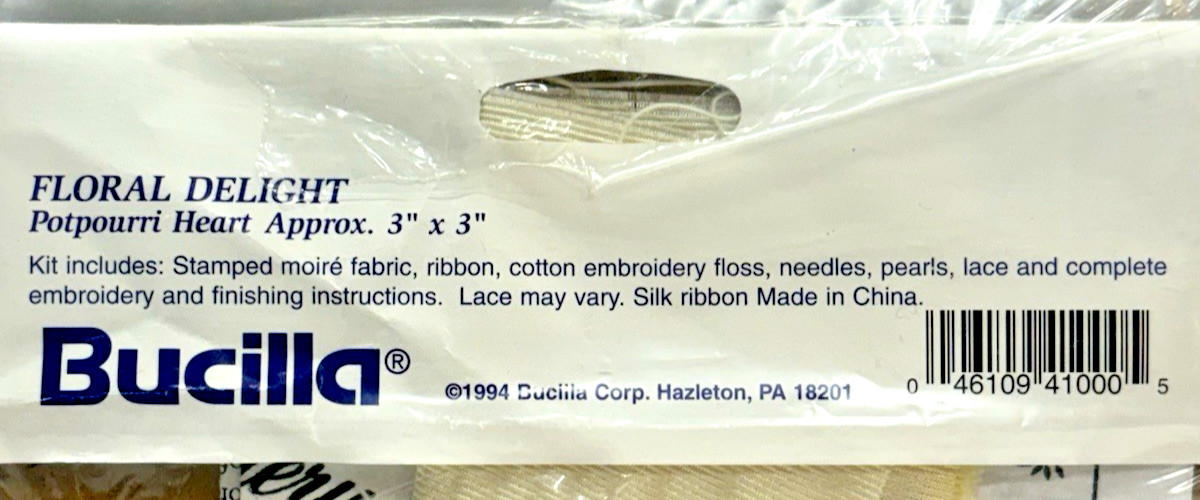 FLORAL DELIGHT
Potpourri Heart Approx. 3" x 3"
Kit includes: Stamped moiré fabric, ribbon, cotton embroidery floss, needles, pearls, lace and complete
embroidery and finishing instructions. Lace may vary. Silk ribbon Made in China.
Bucilla®
©1994 Bucilla Corp. Hazleton, PA 18201
0 46109 41000 5